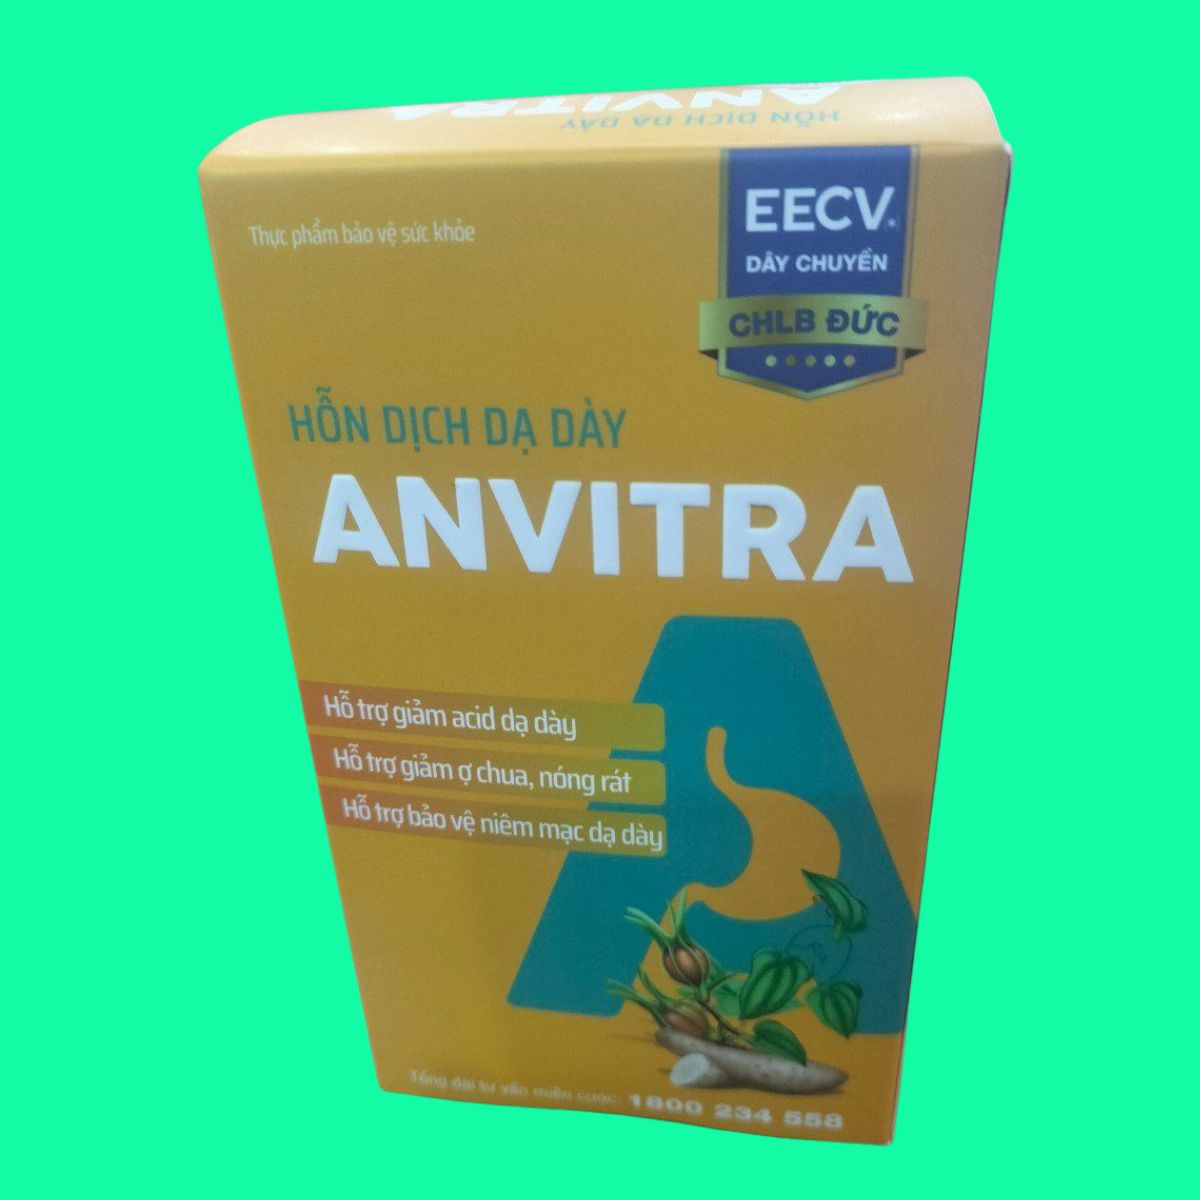 ANVITRA
HỖN DỊCH DẠ DÀY
Thực phẩm bảo vệ sức khỏe
EECV
DÂY CHUYỀN
CHLB ĐỨC
HỖN DỊCH DẠ DÀY
ANVITRA
Hỗ trợ giảm acid dạ dày
Hỗ trợ giảm ợ chua, nóng rát
Hỗ trợ bảo vệ niêm mạc dạ dày
Tổng đài tư vấn miễn cước: 1800 234 558